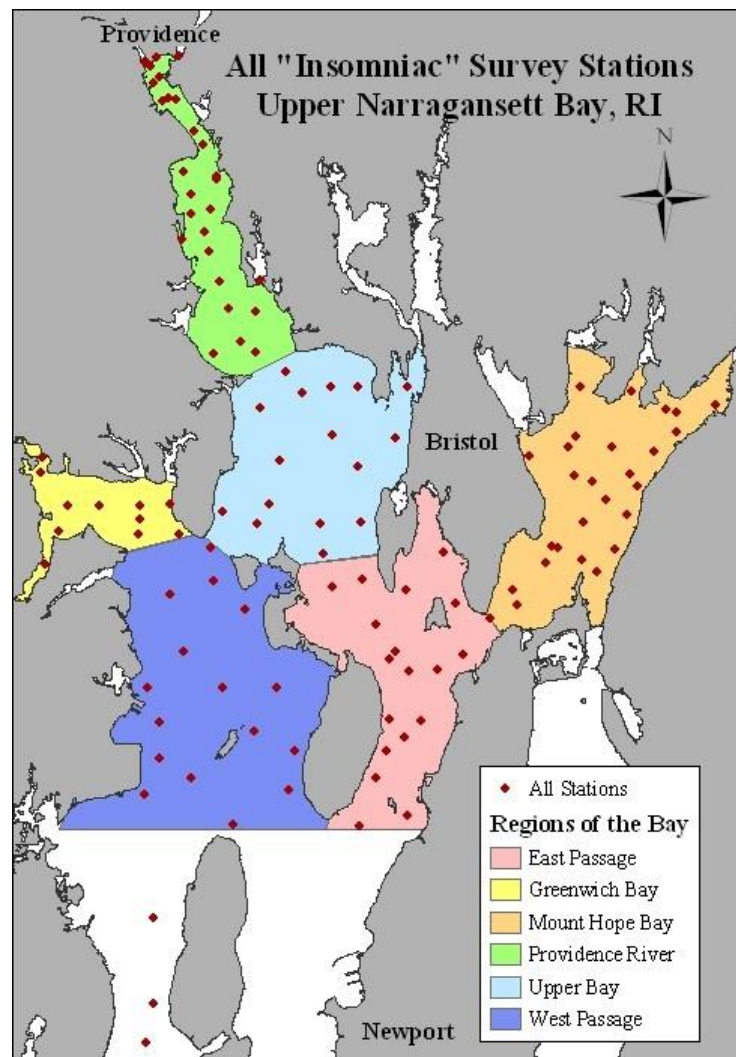 Providence
All "Insomniac" Survey Stations
Upper Narragansett Bay, RI
N
Bristol
All Stations
Regions of the Bay
East Passage
Greenwich Bay
Mount Hope Bay
Providence River
Upper Bay
West Passage
Newport